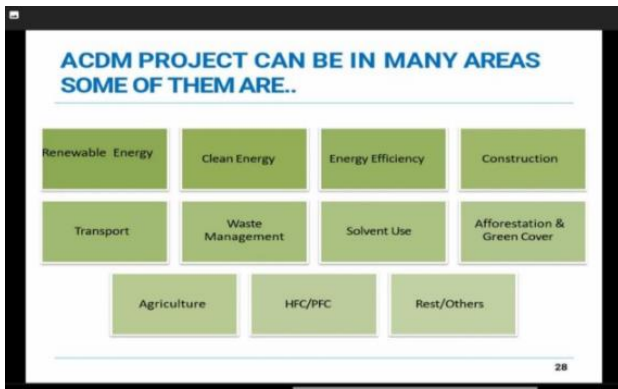 ACDM PROJECT CAN BE IN MANY AREAS
SOME OF THEM ARE..
Renewable Energy
Clean Energy
Energy Efficiency
Construction
Transport
Waste
Management
Solvent Use
Afforestation &
Green Cover
Agriculture
HFC/PFC
Rest/Others
28